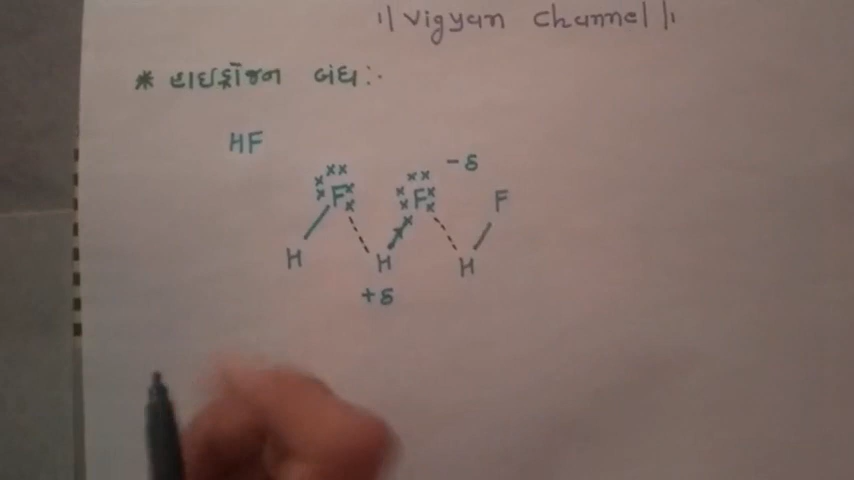 || Vigyan Channel ||
* હાઇડ્રોજન બંધ :-
HF
F F -δ F
H H H
+δ